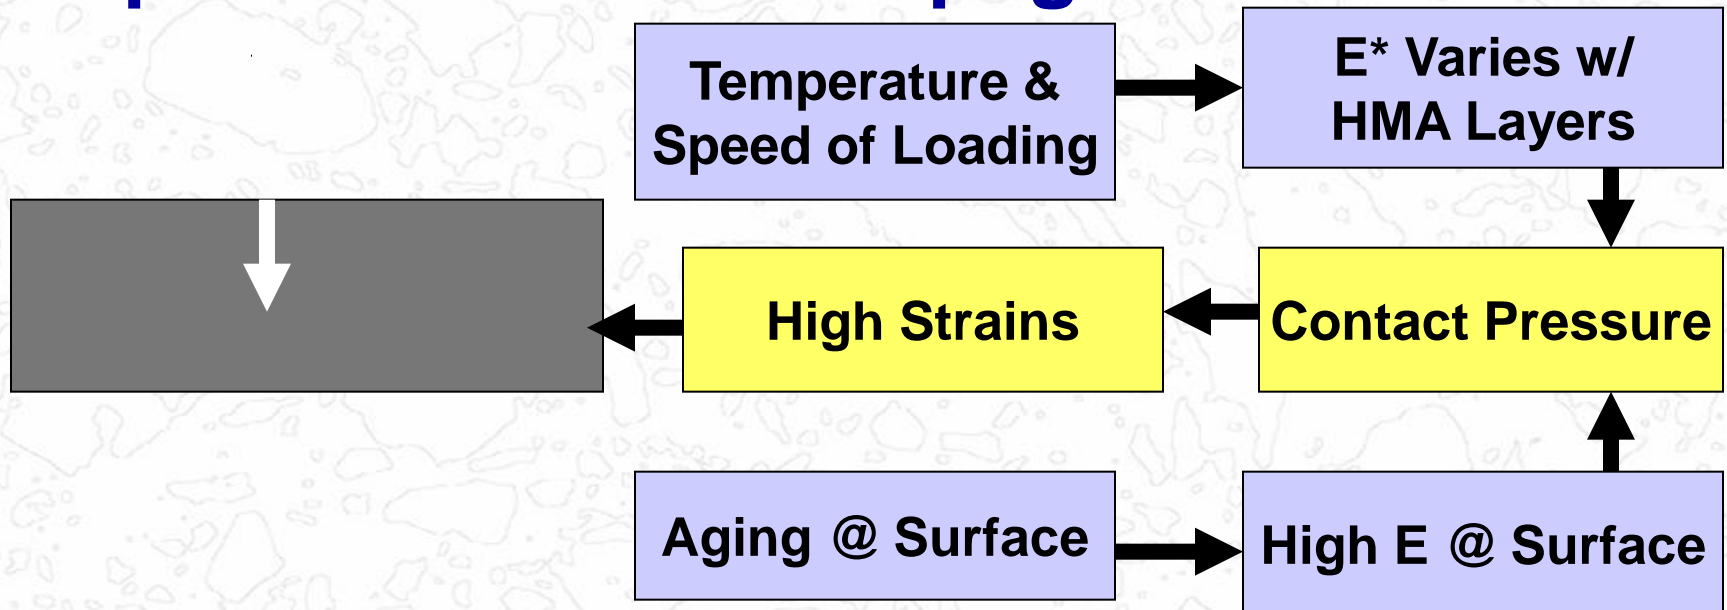 Temperature &
Speed of Loading
E* Varies w/
HMA Layers
High Strains
Contact Pressure
Aging @ Surface
High E @ Surface